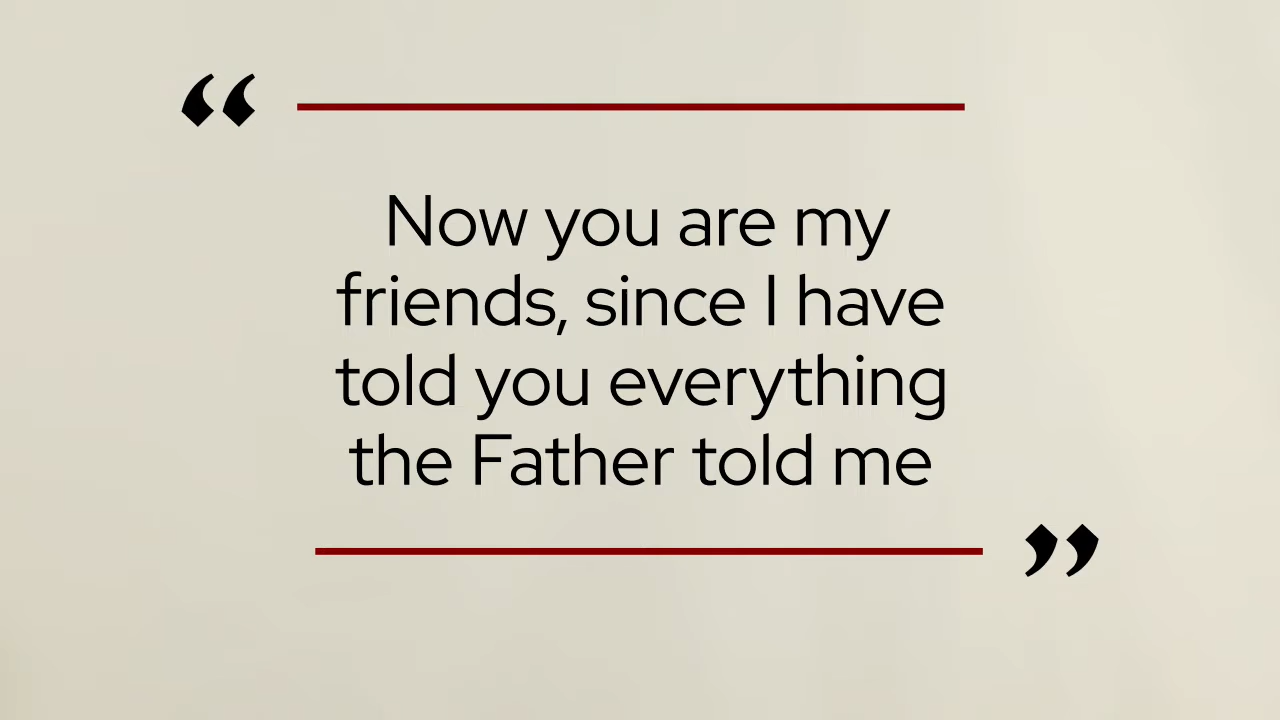 “
Now you are my
friends, since I have
told you everything
the Father told me
”